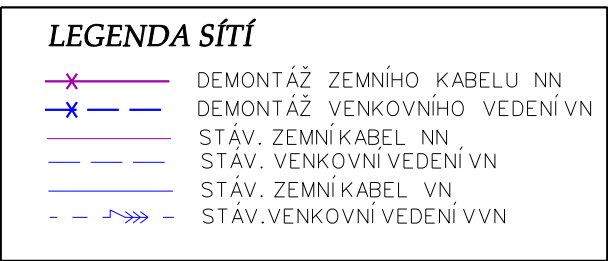 LEGENDA SÍTÍ
DEMONTÁŽ ZEMNÍHO KABELU NN
DEMONTÁŽ VENKOVNÍHO VEDENÍ VN
STÁV. ZEMNÍ KABEL NN
STÁV. VENKOVNÍ VEDENÍ VN
STÁV. ZEMNÍ KABEL VN
STÁV.VENKOVNÍ VEDENÍ VVN